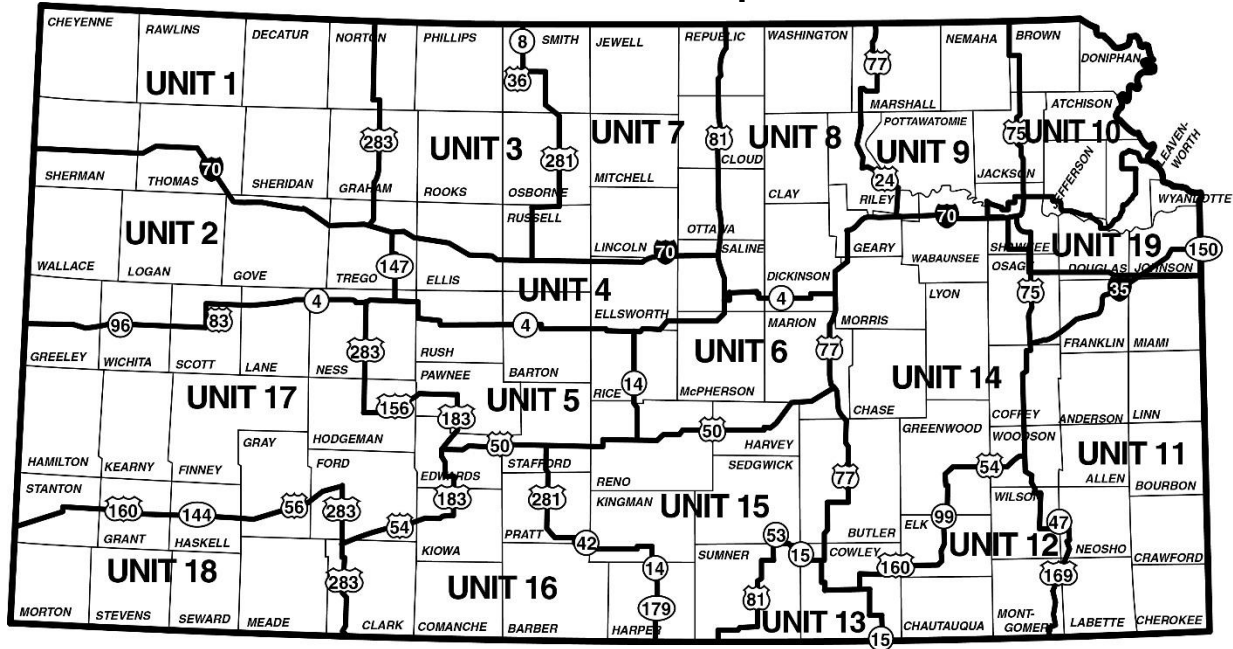 CHEYENNE
RAWLINS
DECATUR
NORTON
PHILLIPS
8
SMITH
JEWELL
REPUBLIC
WASHINGTON
NEMAHA
BROWN
DONIPHAN
36
77
UNIT 1
MARSHALL
ATCHISON
POTTAWATOMIE
283
UNIT 3
281
UNIT 7
81
UNIT 8
UNIT 9
75
UNIT 10
LEAVEN-
WORTH
CLOUD
SHERMAN
70
THOMAS
SHERIDAN
GRAHAM
ROOKS
OSBORNE
MITCHELL
CLAY
24
RILEY
JACKSON
JEFFERSON
WYANDOTTE
RUSSELL
UNIT 2
OTTAWA
70
LINCOLN
70
SALINE
GEARY
WABAUNSEE
SHAWNEE
UNIT 19
150
WALLACE
LOGAN
GOVE
TREGO
147
ELLIS
UNIT 4
DICKINSON
OSAGE
DOUGLAS
JOHNSON
35
96
83
4
4
ELLSWORTH
4
MARION
MORRIS
LYON
75
GREELEY
WICHITA
SCOTT
LANE
NESS
283
RUSH
BARTON
UNIT 6
77
FRANKLIN
MIAMI
UNIT 17
156
PAWNEE
183
UNIT 5
RICE
14
McPHERSON
UNIT 14
CHASE
COFFEY
ANDERSON
LINN
GRAY
HODGEMAN
50
50
HARVEY
GREENWOOD
WOODSON
HAMILTON
KEARNY
FINNEY
FORD
EDWARDS
STAFFORD
RENO
SEDGWICK
77
54
UNIT 11
ALLEN
BOURBON
STANTON
160
144
56
283
54
183
281
KINGMAN
UNIT 15
WILSON
GRANT
HASKELL
KIOWA
PRATT
42
SUMNER
53
15
BUTLER
COWLEY
ELK
99
UNIT 12
47
NEOSHO
CRAWFORD
UNIT 18
283
UNIT 16
14
160
169
81
179
MORTON
STEVENS
SEWARD
MEADE
CLARK
COMANCHE
BARBER
HARPER
UNIT 13
15
CHAUTAUQUA
MONT-
GOMERY
LABETTE
CHEROKEE